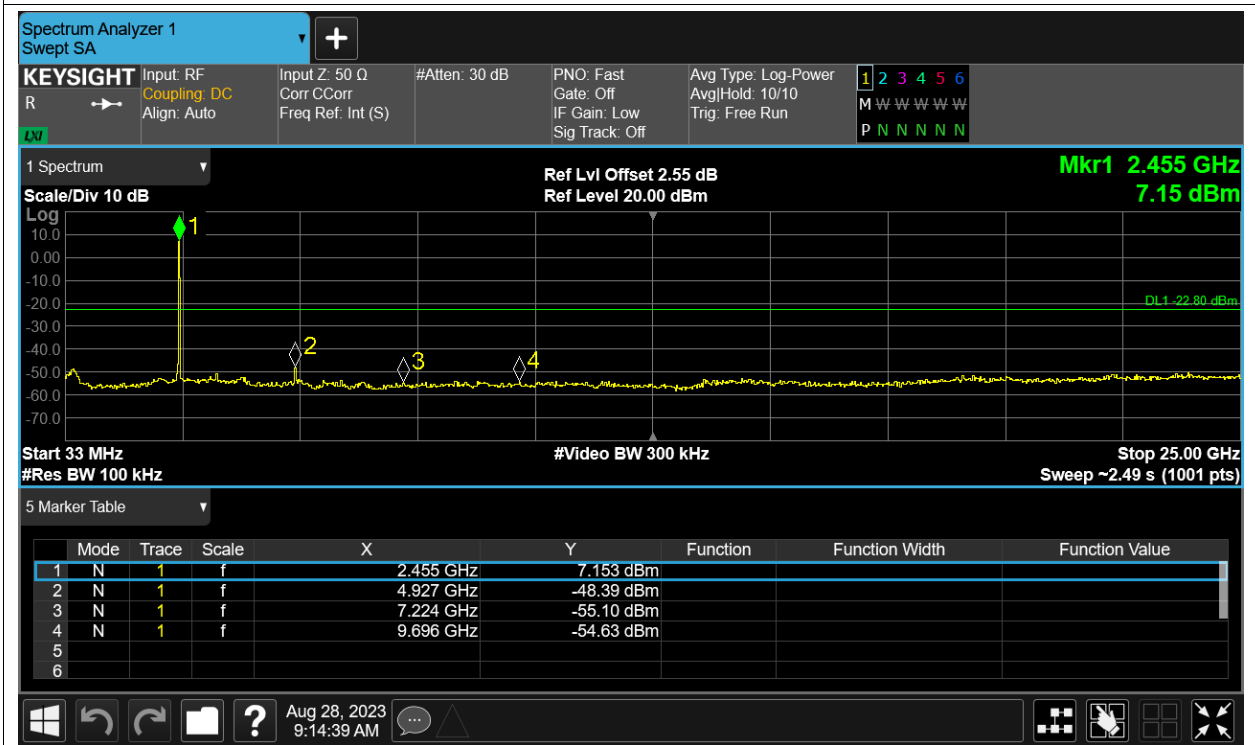 Spectrum Analyzer 1
Swept SA
+
KEYSIGHT Input: RF Input Z: 50 Ω #Atten: 30 dB PNO: Fast Avg Type: Log-Power 1 2 3 4 5 6
R Coupling: DC Corr CCorr Gate: Off Avg|Hold: 10/10 M W W W W W
Align: Auto Freq Ref: Int (S) IF Gain: Low Trig: Free Run
LXI Sig Track: Off P N N N N N
1 Spectrum Ref Lvl Offset 2.55 dB Mkr1 2.455 GHz
Scale/Div 10 dB Ref Level 20.00 dBm 7.15 dBm
Log
1
10.0
0.00
-10.0
-20.0 DL1 -22.80 dBm
-30.0
-40.0 2
3 4
-50.0
-60.0
-70.0
Start 33 MHz #Video BW 300 kHz Stop 25.00 GHz
#Res BW 100 kHz Sweep ~2.49 s (1001 pts)
5 Marker Table
Mode Trace Scale X Y Function Function Width Function Value
1 N 1 f 2.455 GHz 7.153 dBm
2 N 1 f 4.927 GHz -48.39 dBm
3 N 1 f 7.224 GHz -55.10 dBm
4 N 1 f 9.696 GHz -54.63 dBm
5
6
? Aug 28, 2023
9:14:39 AM